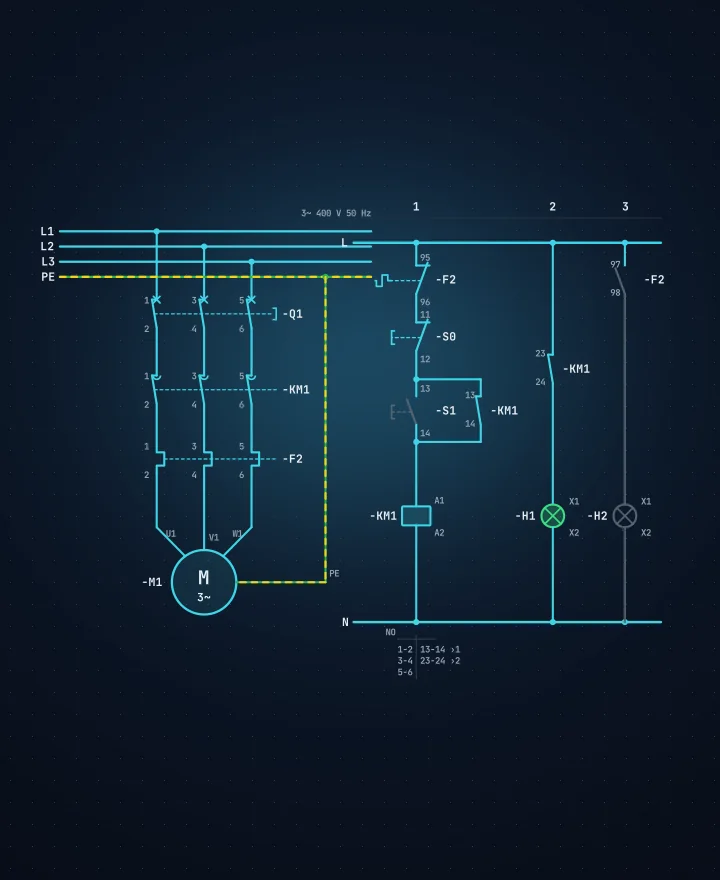 3~ 400 V 50 Hz
1
2
3
L1
L2
L
L3
PE
95
97
-F2
-F2
98
96
1
3
5
-Q1
11
2
4
6
-S0
12
23
-KM1
24
1
3
5
-KM1
2
4
6
13
13
-S1
-KM1
14
14
1
3
5
-F2
2
4
6
A1
X1
X1
-KM1
-H1
-H2
A2
X2
X2
U1
V1
W1
PE
-M1
M
3~
N
NO
1-2 13-14 ›1
3-4 23-24 ›2
5-6